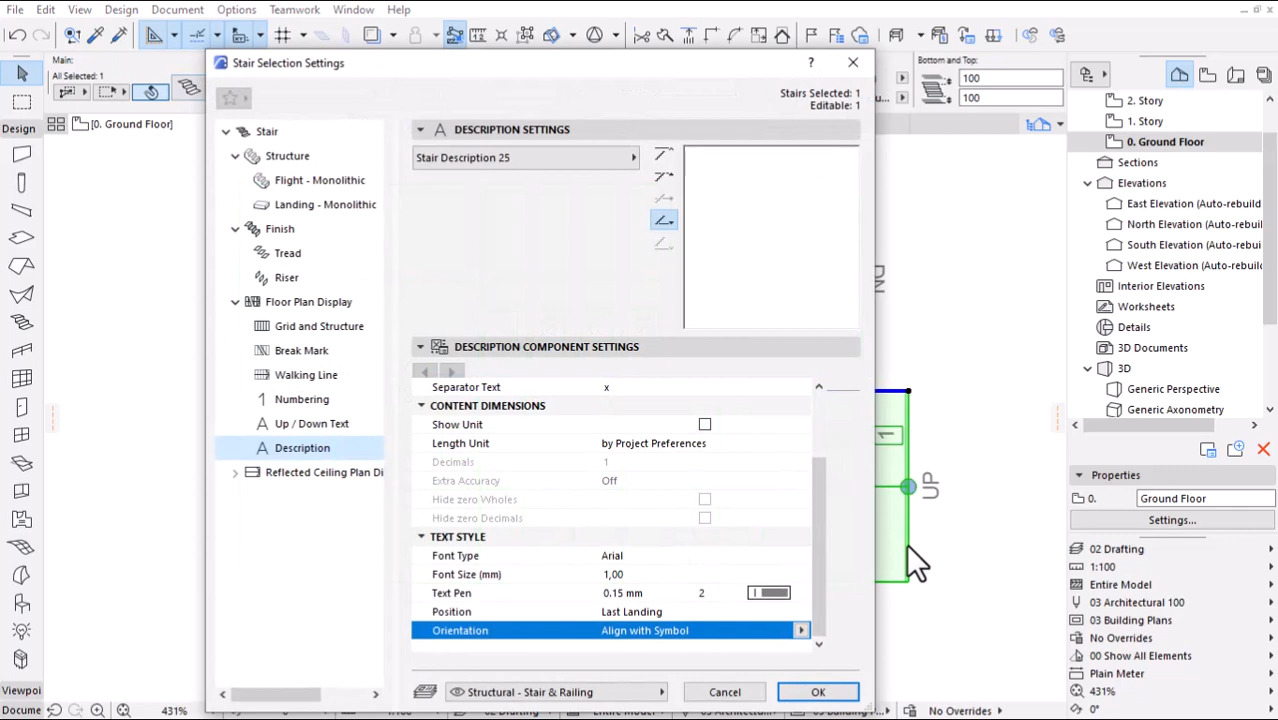 File Edit View Design Document Options Teamwork Window Help
Main:
All Selected: 1
[0. Ground Floor]
Design
Viewpoi
Docume
Stair Selection Settings
?
Stairs Selected: 1
Editable: 1
Stair
Structure
Flight - Monolithic
Landing - Monolithic
Finish
Tread
Riser
Floor Plan Display
Grid and Structure
Break Mark
Walking Line
1 Numbering
A Up / Down Text
A Description
Reflected Ceiling Plan Di
A DESCRIPTION SETTINGS
Stair Description 25
DESCRIPTION COMPONENT SETTINGS
Separator Text x
CONTENT DIMENSIONS
Show Unit
Length Unit by Project Preferences
Decimals 1
Extra Accuracy Off
Hide zero Wholes
Hide zero Decimals
TEXT STYLE
Font Type Arial
Font Size (mm) 1,00
Text Pen 0.15 mm 2
Position Last Landing
Orientation Align with Symbol
Structural - Stair & Railing
Cancel
OK
Bottom and Top:
100
100
DN
1
UP
2. Story
1. Story
0. Ground Floor
Sections
Elevations
East Elevation (Auto-rebuild
North Elevation (Auto-rebuild
South Elevation (Auto-rebuild
West Elevation (Auto-rebuild
Interior Elevations
Worksheets
Details
3D Documents
3D
Generic Perspective
Generic Axonometry
Properties
0. Ground Floor
Settings...
02 Drafting
1:100
Entire Model
03 Architectural 100
03 Building Plans
No Overrides
00 Show All Elements
Plain Meter
431%
0°
431%
No Overrides